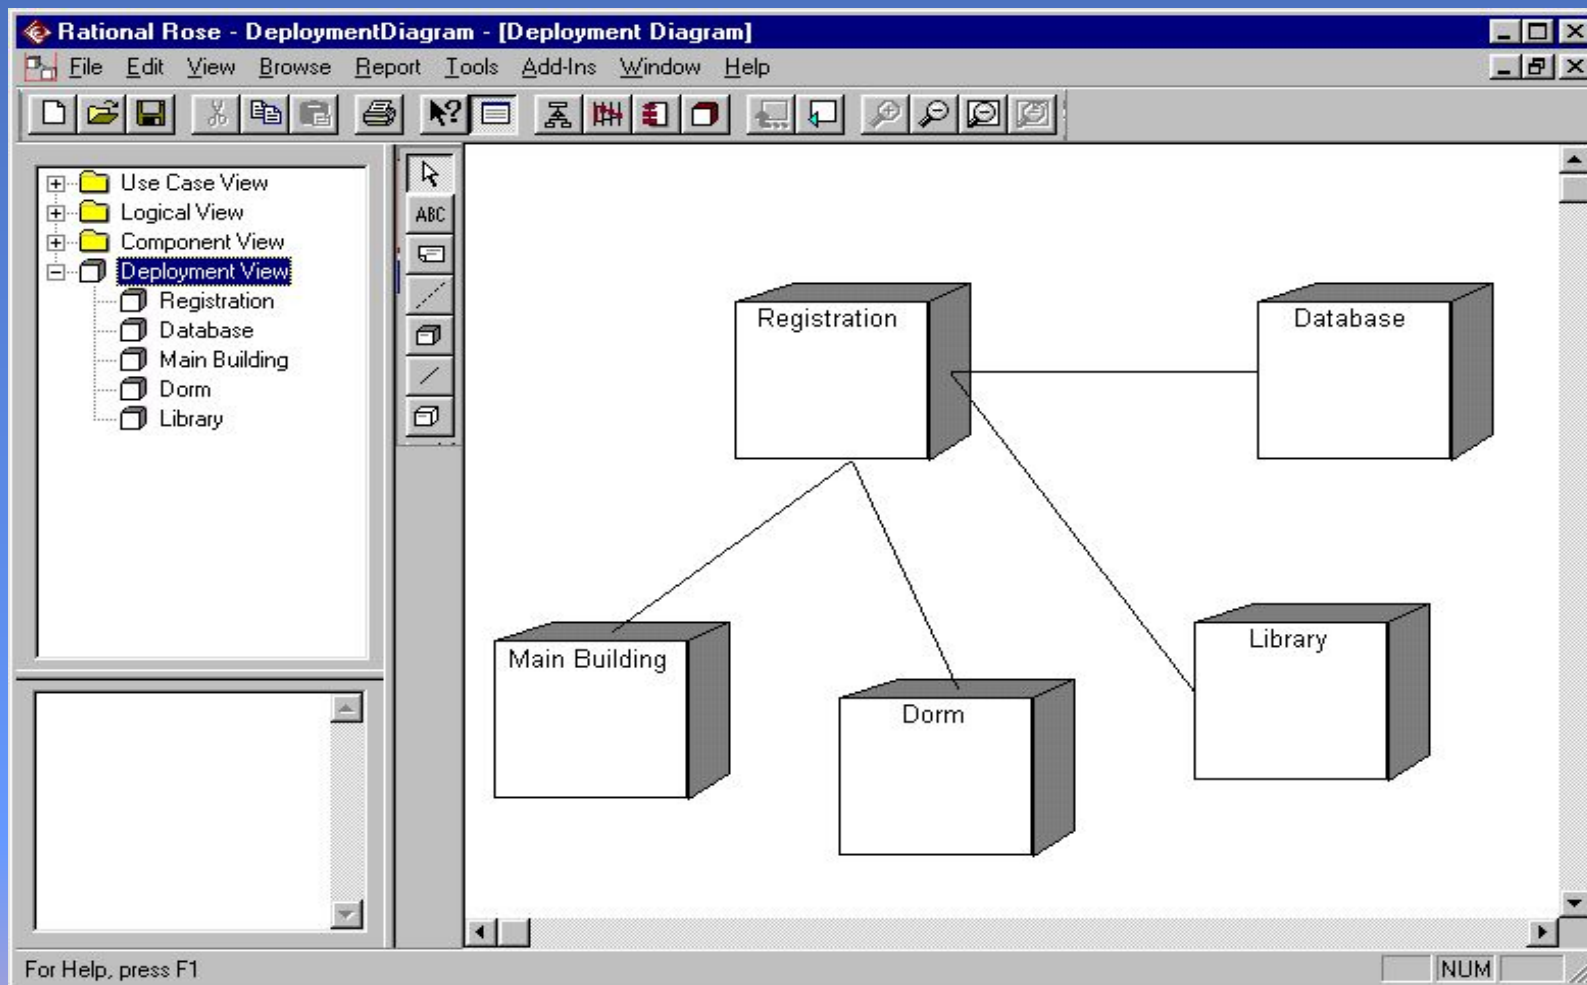 Rational Rose - DeploymentDiagram - [Deployment Diagram]
File Edit View Browse Report Tools Add-Ins Window Help
Use Case View
Logical View
Component View
Deployment View
Registration
Database
Main Building
Dorm
Library
ABC
Registration
Database
Main Building
Dorm
Library
For Help, press F1
NUM